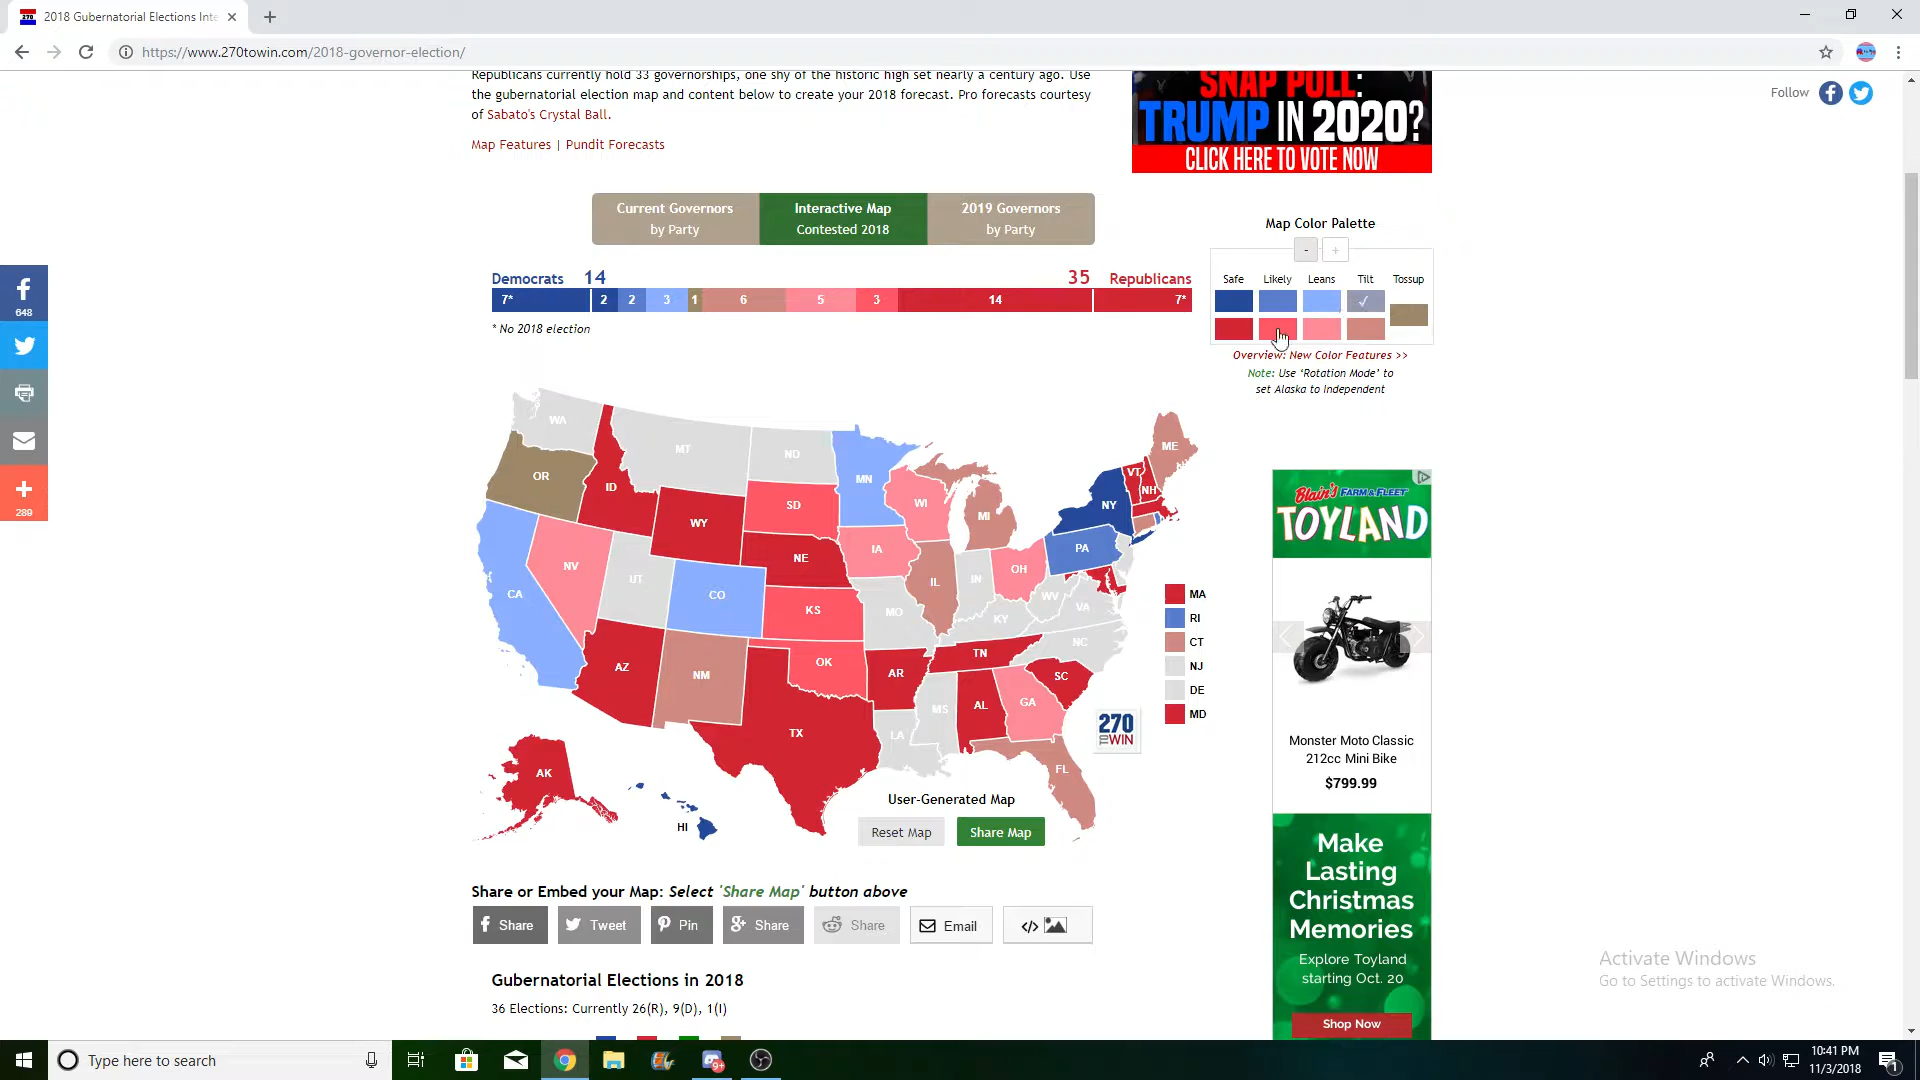 2018 Gubernatorial Elections Inte
https://www.270towin.com/2018-governor-election/
Republicans currently hold 33 governorships, one shy of the historic high set nearly a century ago. Use
the gubernatorial election map and content below to create your 2018 forecast. Pro forecasts courtesy
of Sabato's Crystal Ball.
Map Features | Pundit Forecasts
SNAP POLL:
TRUMP IN 2020?
CLICK HERE TO VOTE NOW
Follow
Current Governors
by Party
Interactive Map
Contested 2018
2019 Governors
by Party
Map Color Palette
- +
Safe Likely Leans Tilt Tossup
Overview: New Color Features >>
Note: Use 'Rotation Mode' to
set Alaska to Independent
Democrats 14
35 Republicans
7* 2 2 3 1 6 5 3 14 7*
* No 2018 election
648
289
WA
MT
ND
MN
ME
OR
ID
SD
WI
MI
NY
VT
NH
WY
NE
IA
PA
NV
UT
CO
IL
IN
OH
CA
KS
MO
WV
VA
KY
NC
AZ
NM
OK
AR
TN
SC
TX
LA
MS
AL
GA
FL
AK
HI
MA
RI
CT
NJ
DE
MD
270
TO WIN
User-Generated Map
Reset Map
Share Map
Share or Embed your Map: Select 'Share Map' button above
Share
Tweet
Pin
Share
Share
Email
</>
Gubernatorial Elections in 2018
36 Elections: Currently 26(R), 9(D), 1(I)
Blain's FARM & FLEET
TOYLAND
Monster Moto Classic
212cc Mini Bike
$799.99
Make
Lasting
Christmas
Memories
Explore Toyland
starting Oct. 20
Shop Now
Activate Windows
Go to Settings to activate Windows.
Type here to search
9+
10:41 PM
11/3/2018
1